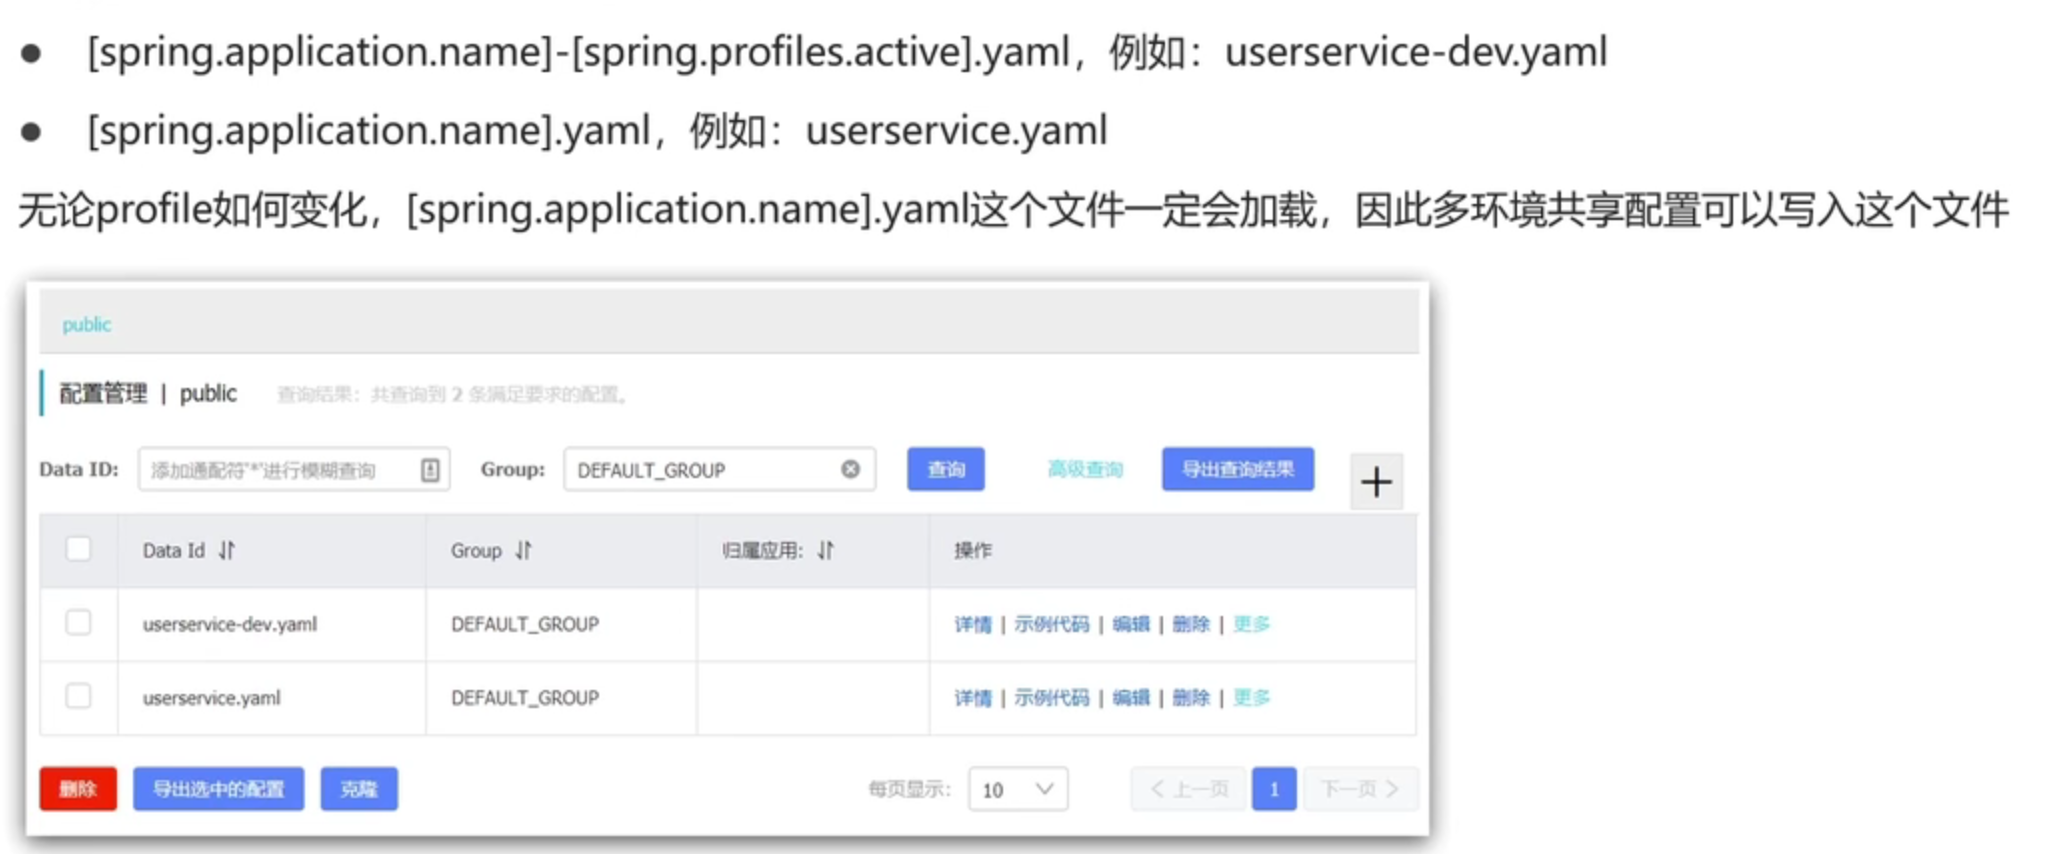 ● [spring.application.name]-[spring.profiles.active].yaml，例如：userservice-dev.yaml
● [spring.application.name].yaml，例如：userservice.yaml
无论profile如何变化，[spring.application.name].yaml这个文件一定会加载，因此多环境共享配置可以写入这个文件
public
配置管理 | public 查询结果：共查询到 2 条满足要求的配置。
Data ID: 添加通配符'*'进行模糊查询 Group: DEFAULT_GROUP 查询 高级查询 导出查询结果 +
Data Id Group 归属应用: 操作
userservice-dev.yaml DEFAULT_GROUP 详情 | 示例代码 | 编辑 | 删除 | 更多
userservice.yaml DEFAULT_GROUP 详情 | 示例代码 | 编辑 | 删除 | 更多
删除 导出选中的配置 克隆 每页显示: 10 < 上一页 1 下一页 >